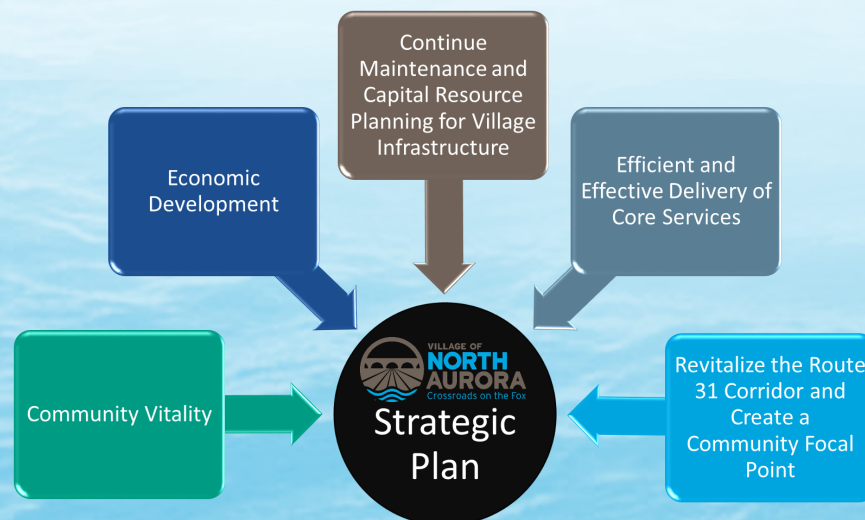 Continue
Maintenance and
Capital Resource
Planning for Village
Infrastructure
Economic
Development
Efficient and
Effective Delivery of
Core Services
Community Vitality
VILLAGE OF
NORTH
AURORA
Crossroads on the Fox
Strategic
Plan
Revitalize the Route
31 Corridor and
Create a
Community Focal
Point